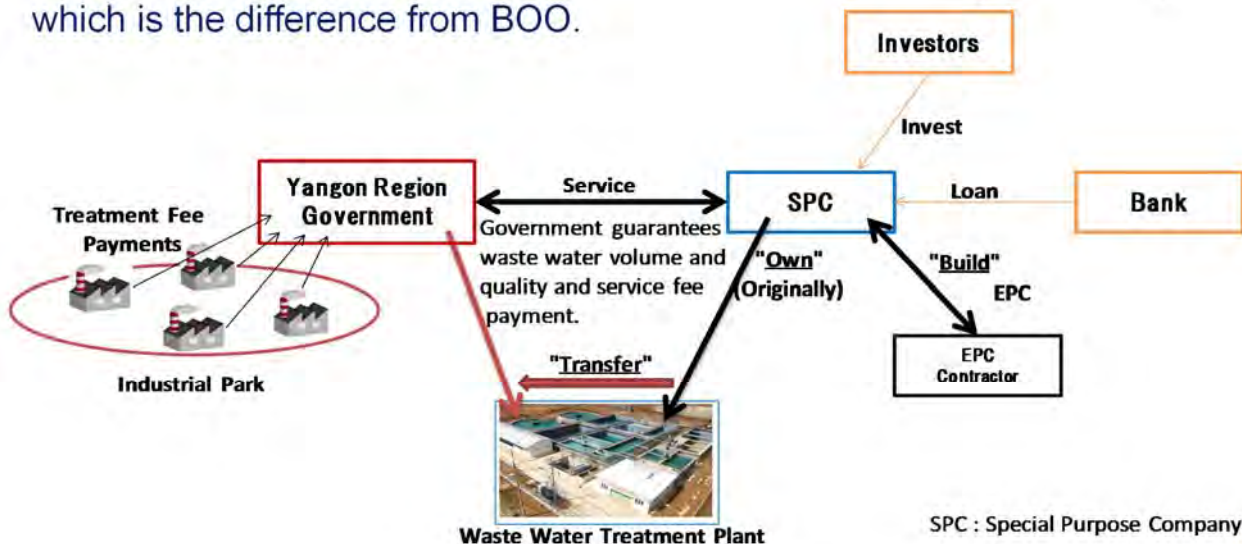 which is the difference from BOO.
Investors
Invest
Yangon Region
Government
Service
SPC
Loan
Bank
Treatment Fee
Payments
Government guarantees
waste water volume and
quality and service fee
payment.
"Own"
(Originally)
"Build"
EPC
EPC
Contractor
"Transfer"
Industrial Park
Waste Water Treatment Plant
SPC : Special Purpose Company